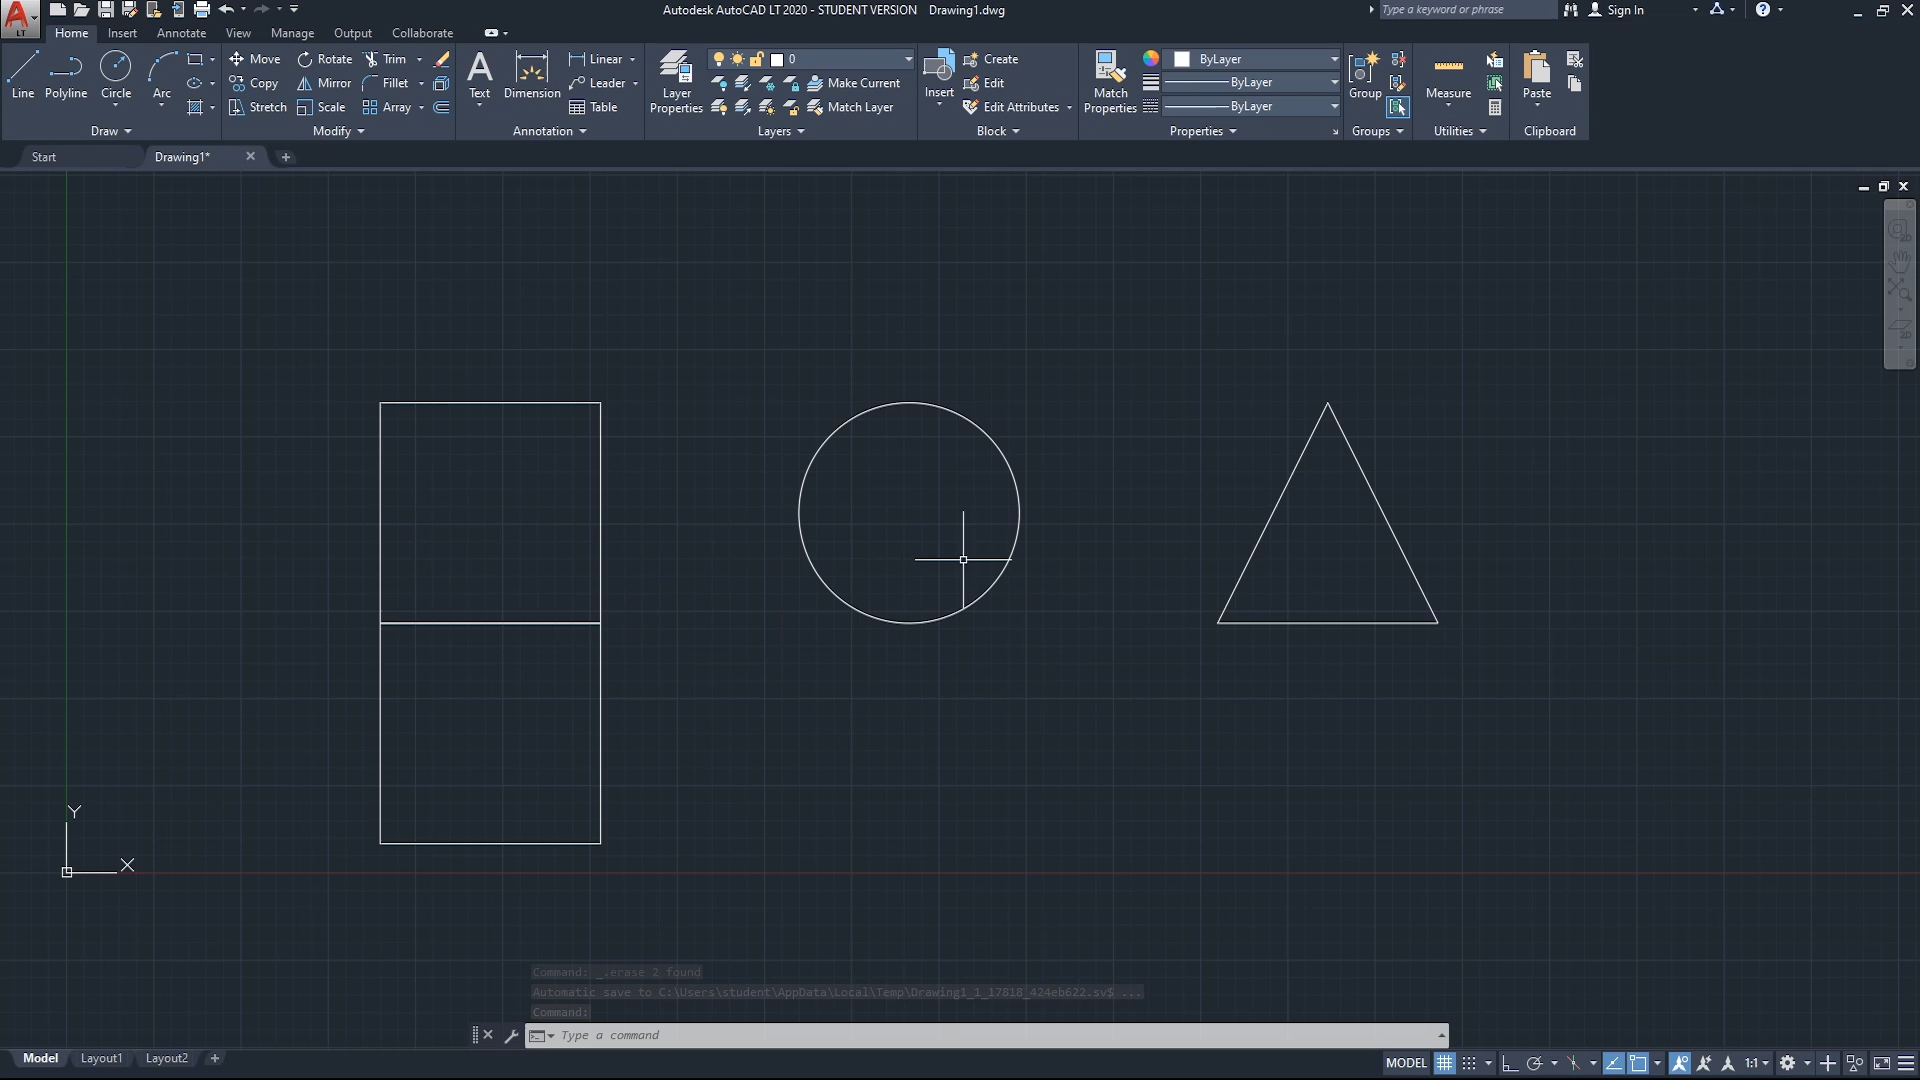 Autodesk AutoCAD LT 2020 - STUDENT VERSION Drawing1.dwg
Type a keyword or phrase
Sign In
A
LT
Home Insert Annotate View Manage Output Collaborate
Line Polyline Circle Arc
Draw
Move Rotate Trim
Copy Mirror Fillet
Stretch Scale Array
Modify
A
Text Dimension
Linear
Leader
Table
Annotation
Layer
Properties
0
Make Current
Match Layer
Layers
Insert
Create
Edit
Edit Attributes
Block
Match
Properties
ByLayer
ByLayer
ByLayer
Properties
Group
Groups
Measure
Utilities
Paste
Clipboard
Start Drawing1*
2D
2D
Y
X
Command: _.erase 2 found
Automatic save to C:\Users\student\AppData\Local\Temp\Drawing1_1_17818_424eb622.sv$ ...
Command:
Type a command
Model Layout1 Layout2
MODEL 1:1